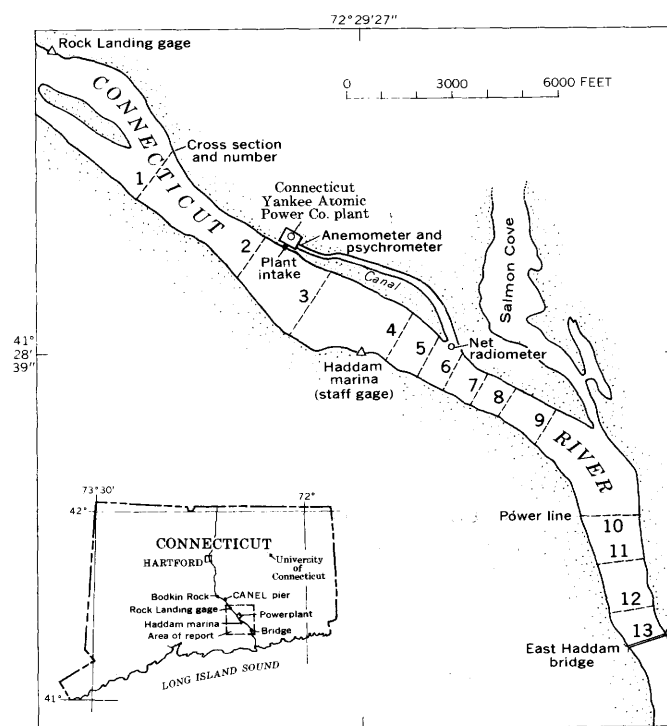 72°29'27"
Rock Landing gage
0 3000 6000 FEET
CONNECTICUT
Cross section
and number
1
Connecticut
Yankee Atomic
Power Co. plant
Anemometer and
psychrometer
2
Plant
intake
Canal
3
Salmon Cove
4
5
6
Net
radiometer
41°
28'
39"
Haddam
marina
(staff gage)
7
8
9
RIVER
Power line
10
11
12
13
East Haddam
bridge
73°30'
72°
42°
CONNECTICUT
HARTFORD
University
of
Connecticut
Bodkin Rock
CANEL pier
Rock Landing gage
Powerplant
Haddam marina
Area of report
Bridge
LONG ISLAND SOUND
41°